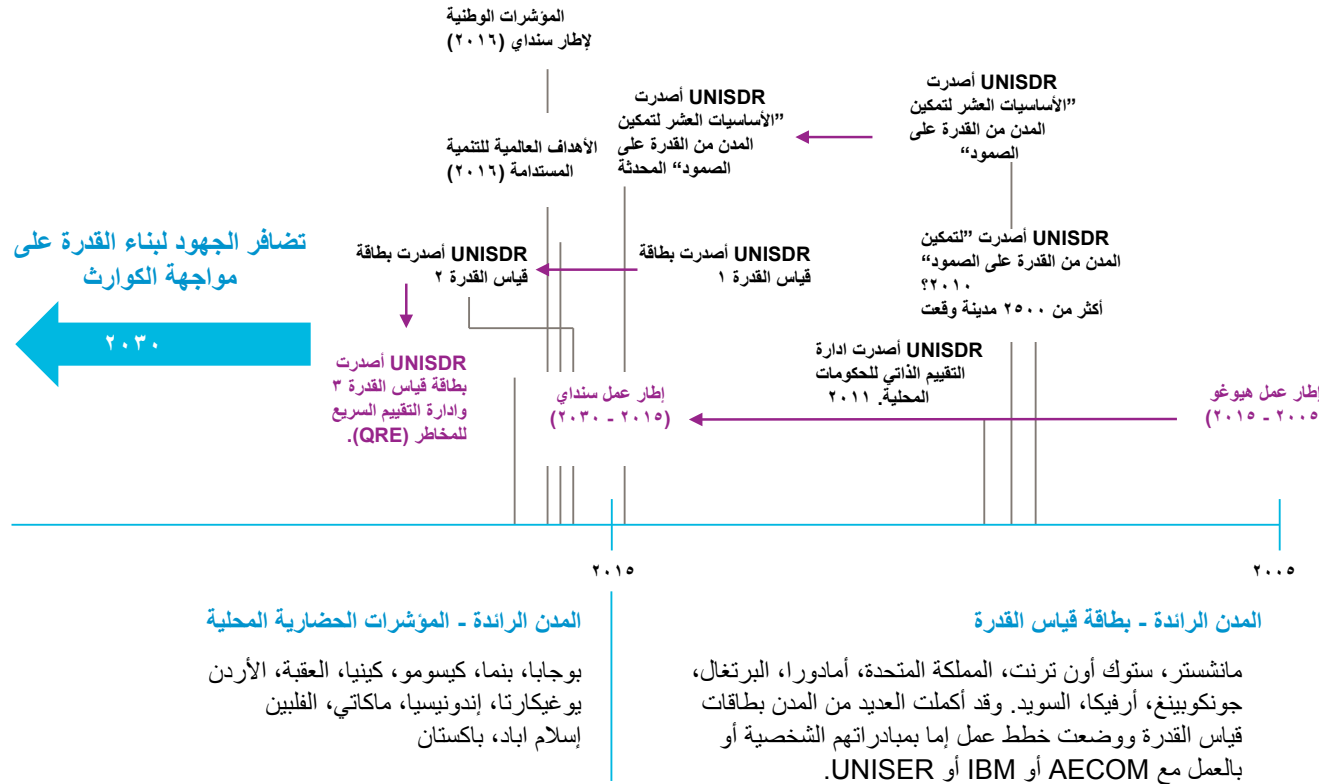 المؤشرات الوطنية
لإطار سنداي (٢٠١٦)
UNISDR أصدرت
”الأساسيات العشر لتمكين
المدن من القدرة على
الصمود“
UNISDR أصدرت
”الأساسيات العشر لتمكين
المدن من القدرة على
الصمود“ المحدثة
الأهداف العالمية للتنمية
المستدامة (٢٠١٦)
UNISDR أصدرت ”لتمكين
المدن من القدرة على الصمود“
٢٠١٠؟
أكثر من ٢٥٠٠ مدينة وقعت
UNISDR أصدرت بطاقة
قياس القدرة ١
UNISDR أصدرت بطاقة
قياس القدرة ٢
تضافر الجهود لبناء القدرة على
مواجهة الكوارث
٢٠٣٠
UNISDR أصدرت ادارة
التقييم الذاتي للحكومات
المحلية. ٢٠١١
UNISDR أصدرت
بطاقة قياس القدرة ٣
وادارة التقييم السريع
للمخاطر (QRE).
إطار عمل هيوغو
(٢٠٠٥ - ٢٠١٥)
إطار عمل سنداي
(٢٠١٥ - ٢٠٣٠)
٢٠٠٥
٢٠١٥
المدن الرائدة - بطاقة قياس القدرة
مانشستر، ستوك أون ترنت، المملكة المتحدة، أمادورا، البرتغال،
جونكوبينغ، أرفيكا، السويد. وقد أكملت العديد من المدن بطاقات
قياس القدرة ووضعت خطط عمل إما بمبادراتهم الشخصية أو
بالعمل مع AECOM أو IBM أو UNISER.
المدن الرائدة - المؤشرات الحضارية المحلية
بوجابا، بنما، كيسومو، كينيا، العقبة، الأردن
يوغيكارتا، إندونيسيا، ماكاتي، الفلبين
إسلام اباد، باكستان